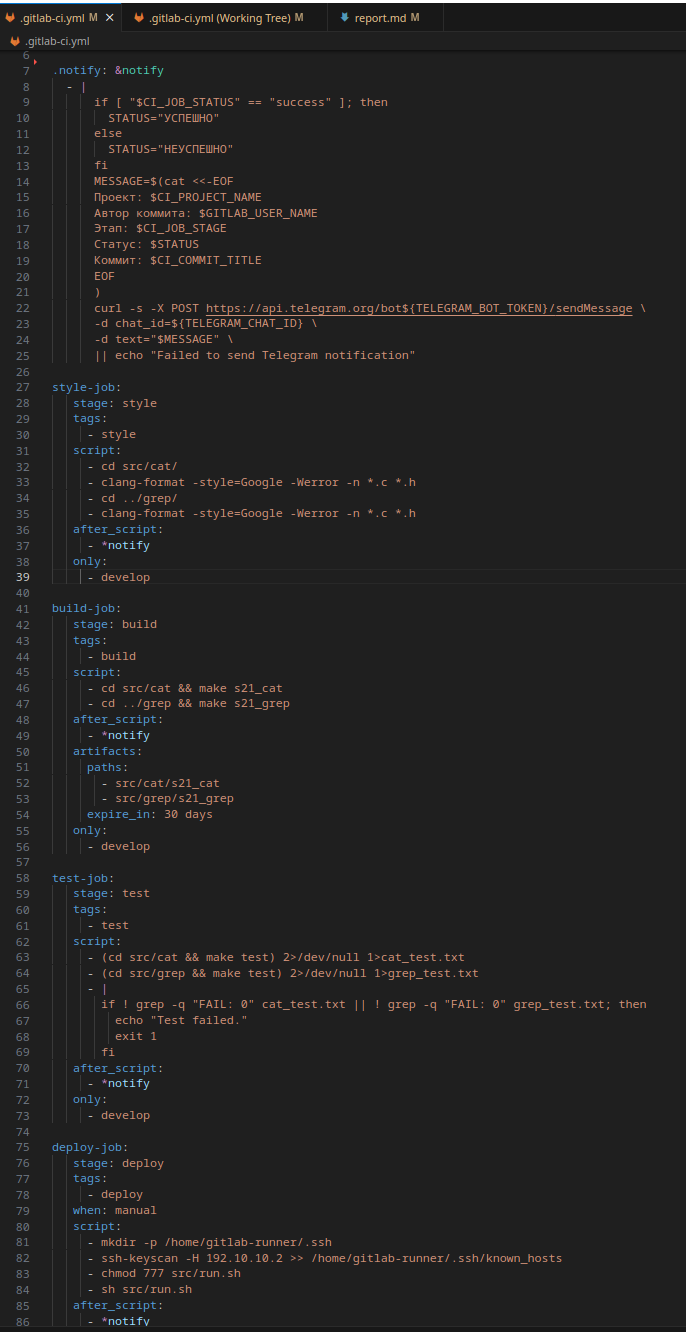 .gitlab-ci.yml M × .gitlab-ci.yml (Working Tree) M report.md M
.gitlab-ci.yml
6
7 .notify: &notify
8   - |
9       if [ "$CI_JOB_STATUS" == "success" ]; then
10         STATUS="УСПЕШНО"
11       else
12         STATUS="НЕУСПЕШНО"
13       fi
14       MESSAGE=$(cat <<-EOF
15       Проект: $CI_PROJECT_NAME
16       Автор коммита: $GITLAB_USER_NAME
17       Этап: $CI_JOB_STAGE
18       Статус: $STATUS
19       Коммит: $CI_COMMIT_TITLE
20       EOF
21       )
22       curl -s -X POST https://api.telegram.org/bot${TELEGRAM_BOT_TOKEN}/sendMessage \
23       -d chat_id=${TELEGRAM_CHAT_ID} \
24       -d text="$MESSAGE" \
25       || echo "Failed to send Telegram notification"
26
27 style-job:
28    stage: style
29    tags:
30      - style
31    script:
32      - cd src/cat/
33      - clang-format -style=Google -Werror -n *.c *.h
34      - cd ../grep/
35      - clang-format -style=Google -Werror -n *.c *.h
36    after_script:
37      - *notify
38    only:
39      - develop
40
41 build-job:
42    stage: build
43    tags:
44      - build
45    script:
46      - cd src/cat && make s21_cat
47      - cd ../grep && make s21_grep
48    after_script:
49      - *notify
50    artifacts:
51      paths:
52        - src/cat/s21_cat
53        - src/grep/s21_grep
54      expire_in: 30 days
55    only:
56      - develop
57
58 test-job:
59    stage: test
60    tags:
61      - test
62    script:
63      - (cd src/cat && make test) 2>/dev/null 1>cat_test.txt
64      - (cd src/grep && make test) 2>/dev/null 1>grep_test.txt
65      - |
66        if ! grep -q "FAIL: 0" cat_test.txt || ! grep -q "FAIL: 0" grep_test.txt; then
67          echo "Test failed."
68          exit 1
69        fi
70    after_script:
71      - *notify
72    only:
73      - develop
74
75 deploy-job:
76    stage: deploy
77    tags:
78      - deploy
79    when: manual
80    script:
81      - mkdir -p /home/gitlab-runner/.ssh
82      - ssh-keyscan -H 192.10.10.2 >> /home/gitlab-runner/.ssh/known_hosts
83      - chmod 777 src/run.sh
84      - sh src/run.sh
85    after_script:
86      - *notify